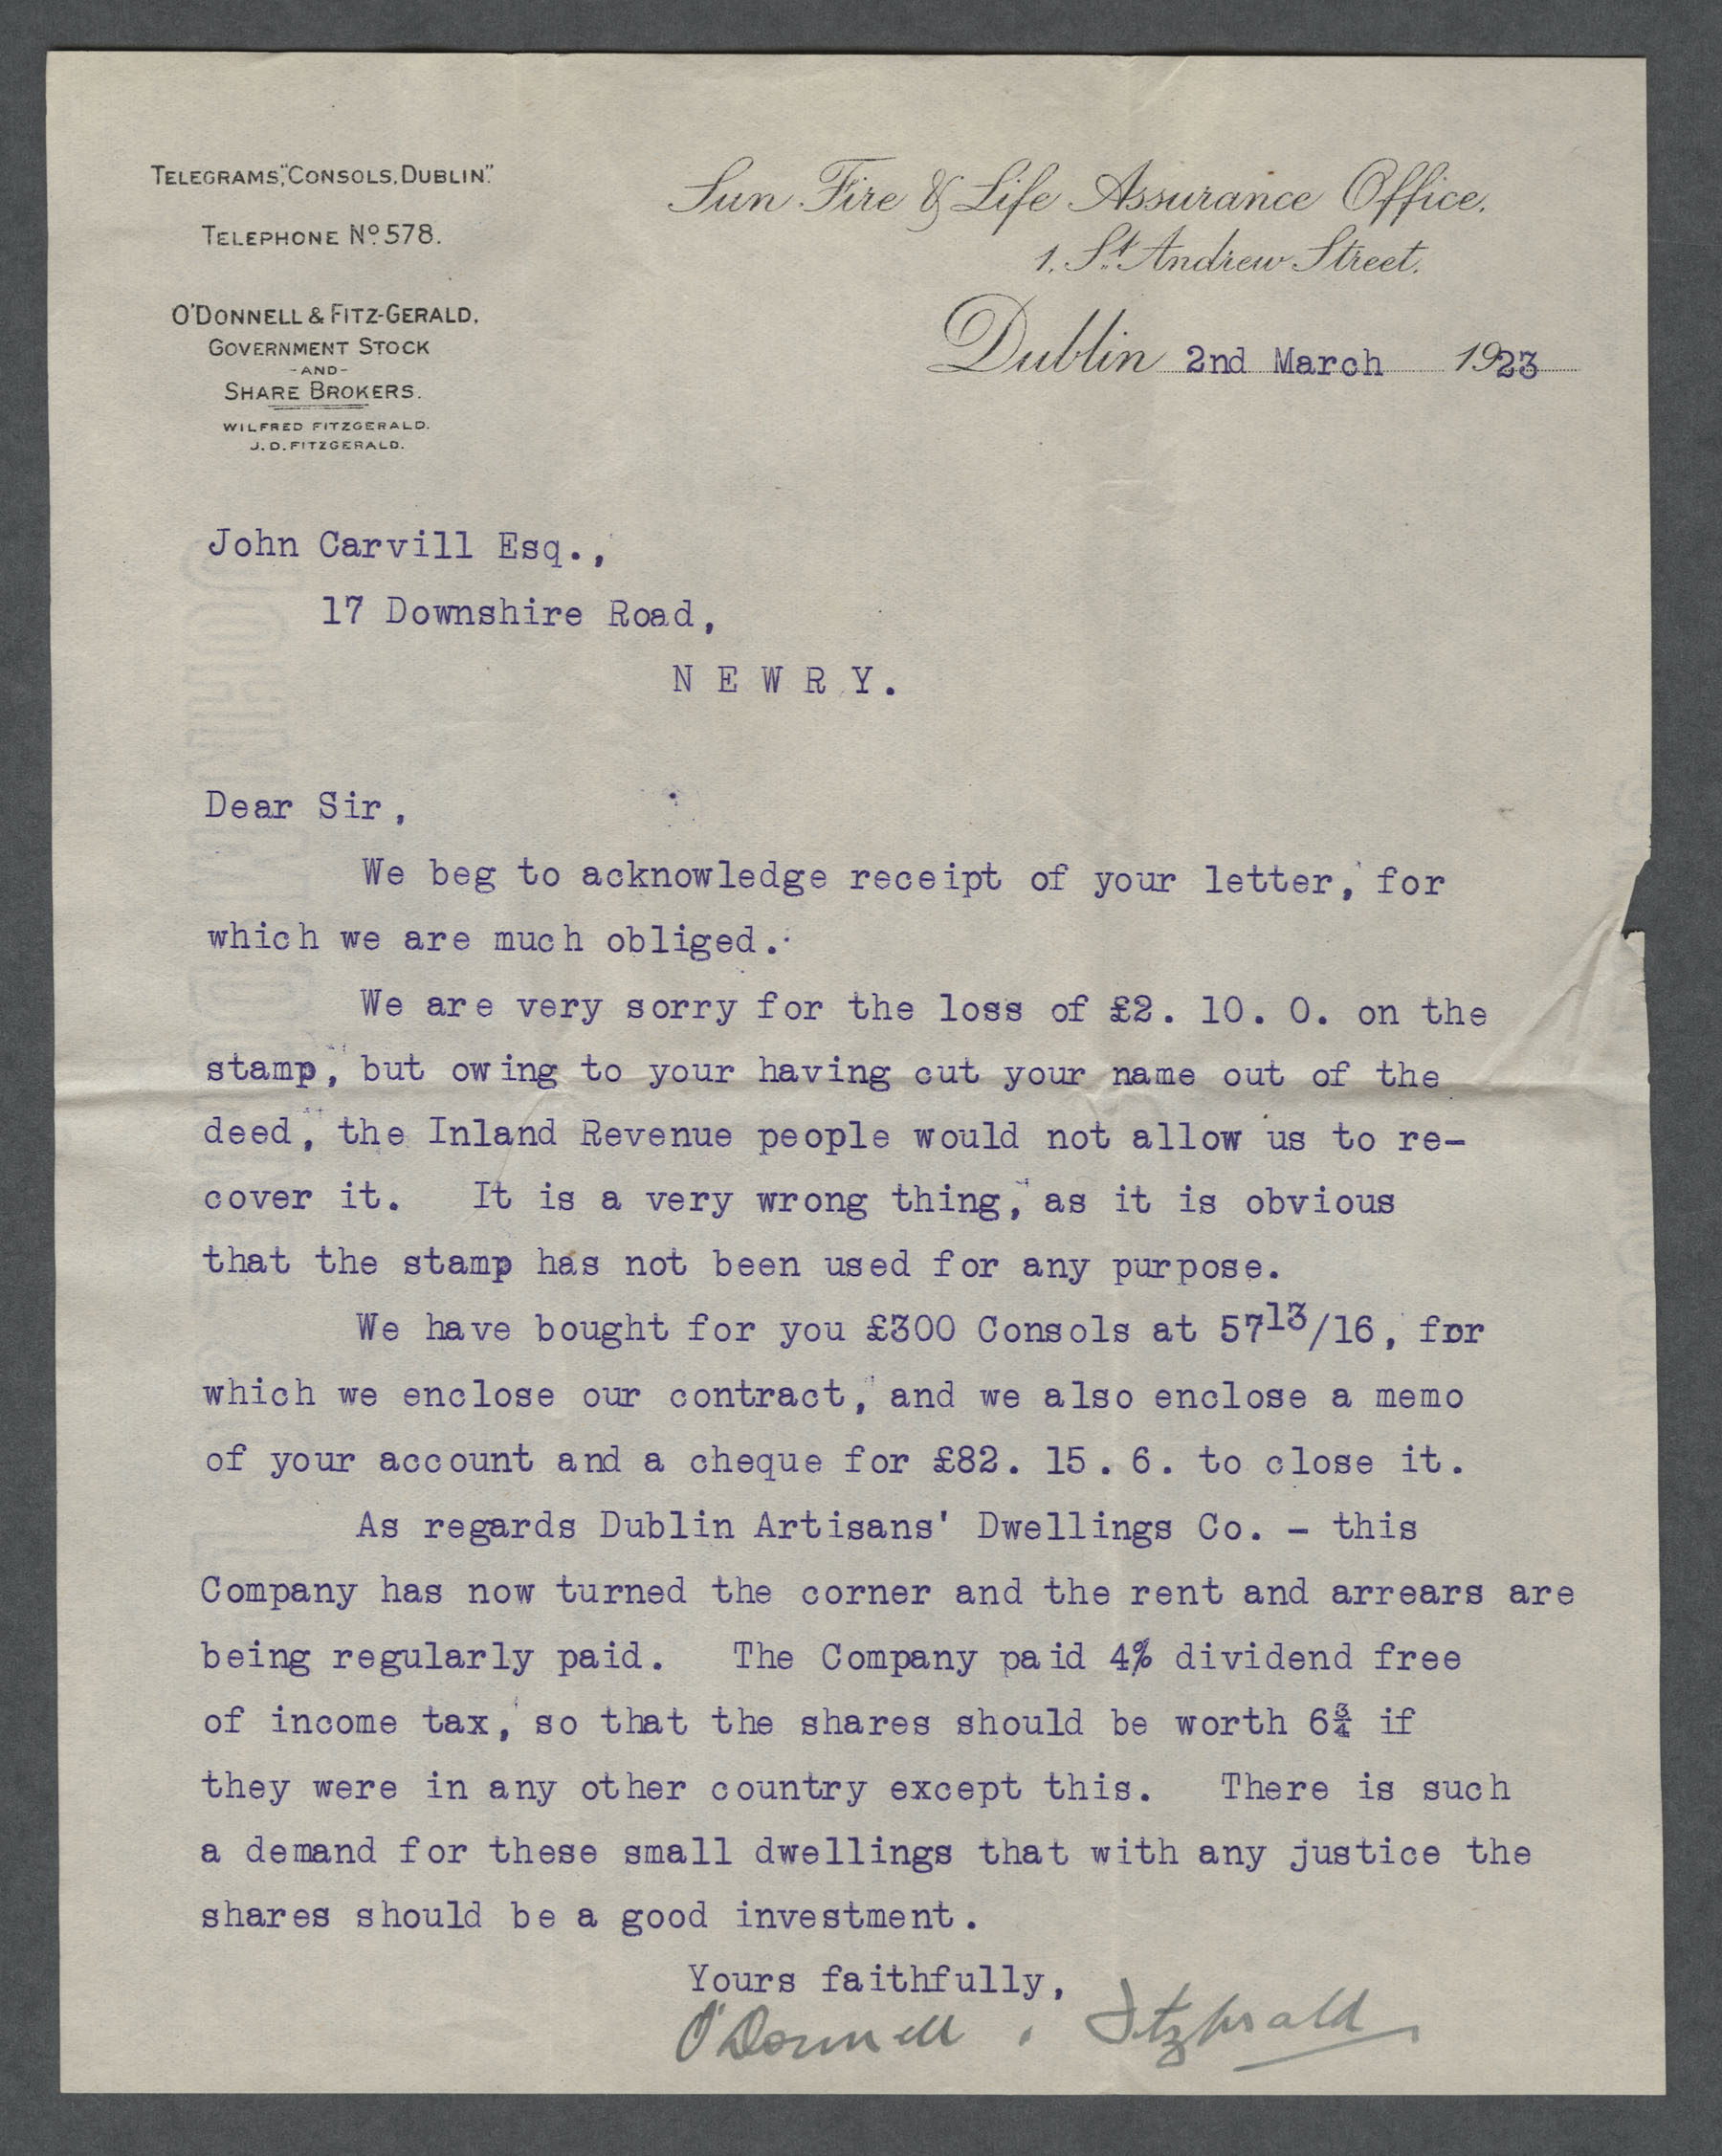 TELEGRAMS, "CONSOLS, DUBLIN."
TELEPHONE Nº 578.
O'DONNELL & FITZ-GERALD,
GOVERNMENT STOCK
-AND-
SHARE BROKERS.
WILFRED FITZGERALD.
J. D. FITZGERALD.
Sun Fire & Life Assurance Office,
1, St. Andrew Street,
Dublin 2nd March 1923
John Carvill Esq.,
17 Downshire Road,
N E W R Y.
Dear Sir,
We beg to acknowledge receipt of your letter, for
which we are much obliged.
We are very sorry for the loss of £2. 10. 0. on the
stamp, but owing to your having cut your name out of the
deed, the Inland Revenue people would not allow us to re-
cover it. It is a very wrong thing, as it is obvious
that the stamp has not been used for any purpose.
We have bought for you £300 Consols at 57 13/16, for
which we enclose our contract, and we also enclose a memo
of your account and a cheque for £82. 15. 6. to close it.
As regards Dublin Artisans' Dwellings Co. - this
Company has now turned the corner and the rent and arrears are
being regularly paid. The Company paid 4% dividend free
of income tax, so that the shares should be worth 6¾ if
they were in any other country except this. There is such
a demand for these small dwellings that with any justice the
shares should be a good investment.
Yours faithfully,
O'Donnell & Fitzgerald